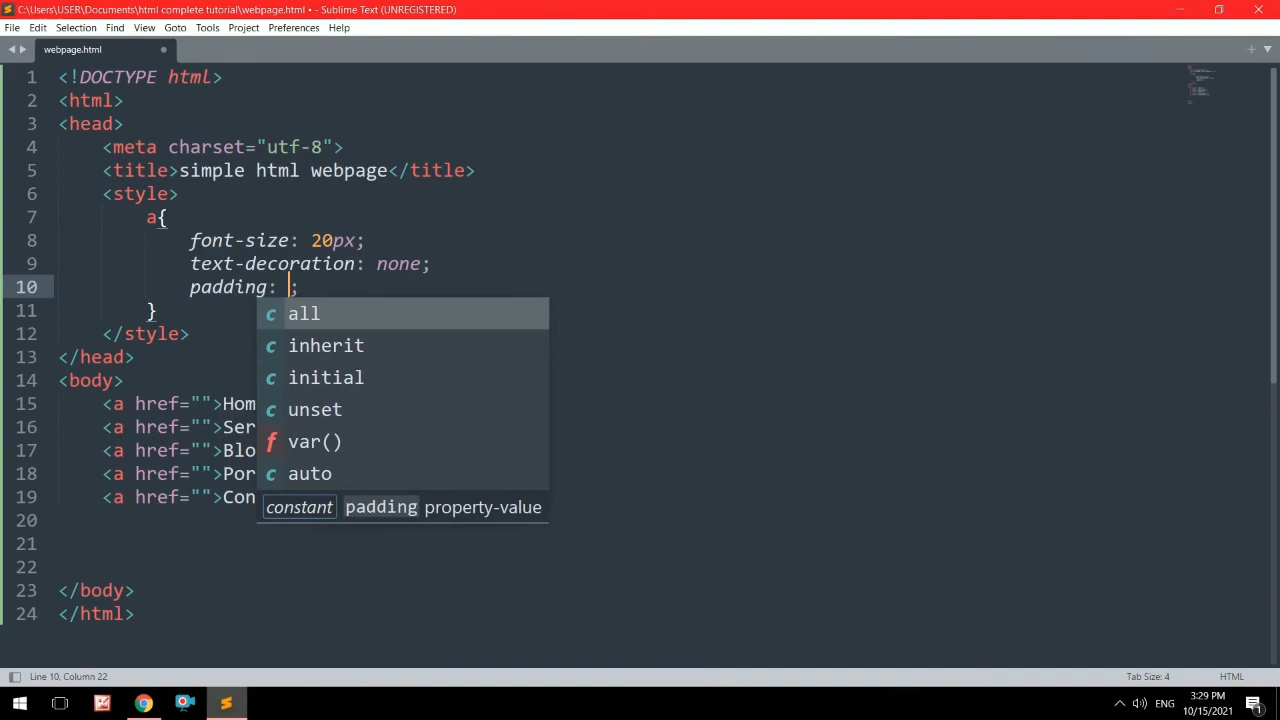 C:\Users\USER\Documents\html complete tutorial\webpage.html • - Sublime Text (UNREGISTERED)
File Edit Selection Find View Goto Tools Project Preferences Help
webpage.html
1 <!DOCTYPE html>
2 <html>
3 <head>
4 <meta charset="utf-8">
5 <title>simple html webpage</title>
6 <style>
7 a{
8 font-size: 20px;
9 text-decoration: none;
10 padding: ;
11 }
12 </style>
13 </head>
14 <body>
15 <a href="">Hom
16 <a href="">Ser
17 <a href="">Blo
18 <a href="">Por
19 <a href="">Con
20
21
22
23 </body>
24 </html>
c all
c inherit
c initial
c unset
f var()
c auto
constant padding property-value
Line 10, Column 22 Tab Size: 4 HTML
ENG 3:29 PM
10/15/2021 1